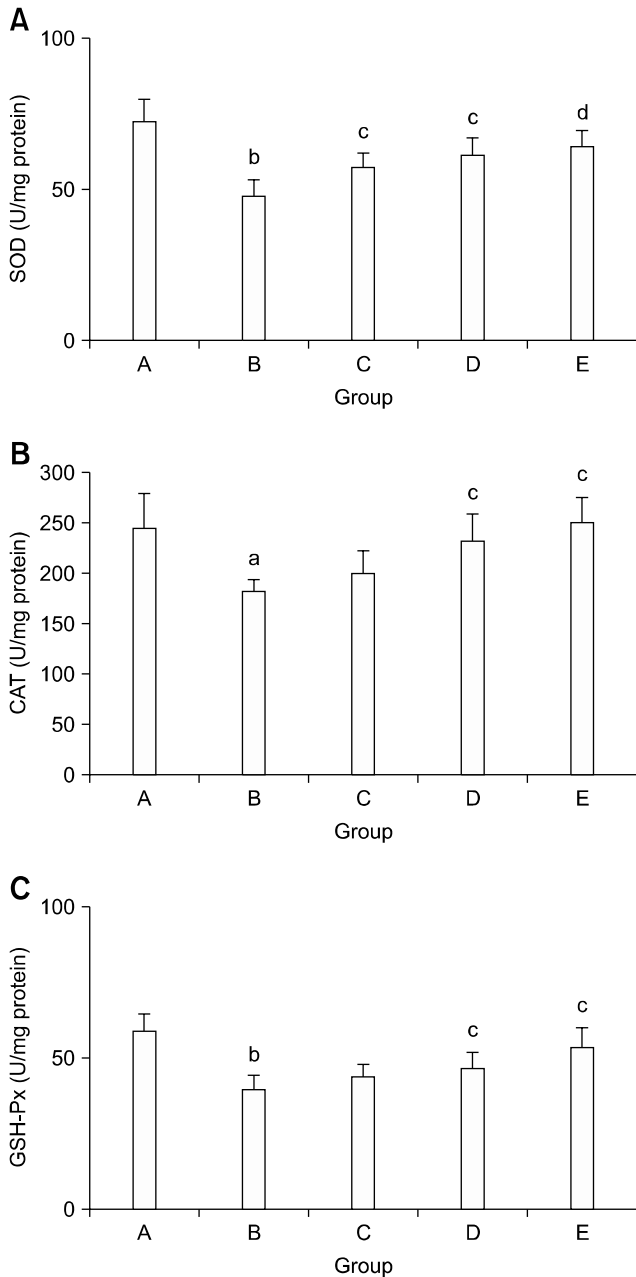 A
SOD (U/mg protein)
100
50
0
b
c
c
d
A B C D E
Group
B
CAT (U/mg protein)
300
250
200
150
100
50
0
a
c
c
A B C D E
Group
C
GSH-Px (U/mg protein)
100
50
0
b
c
c
A B C D E
Group